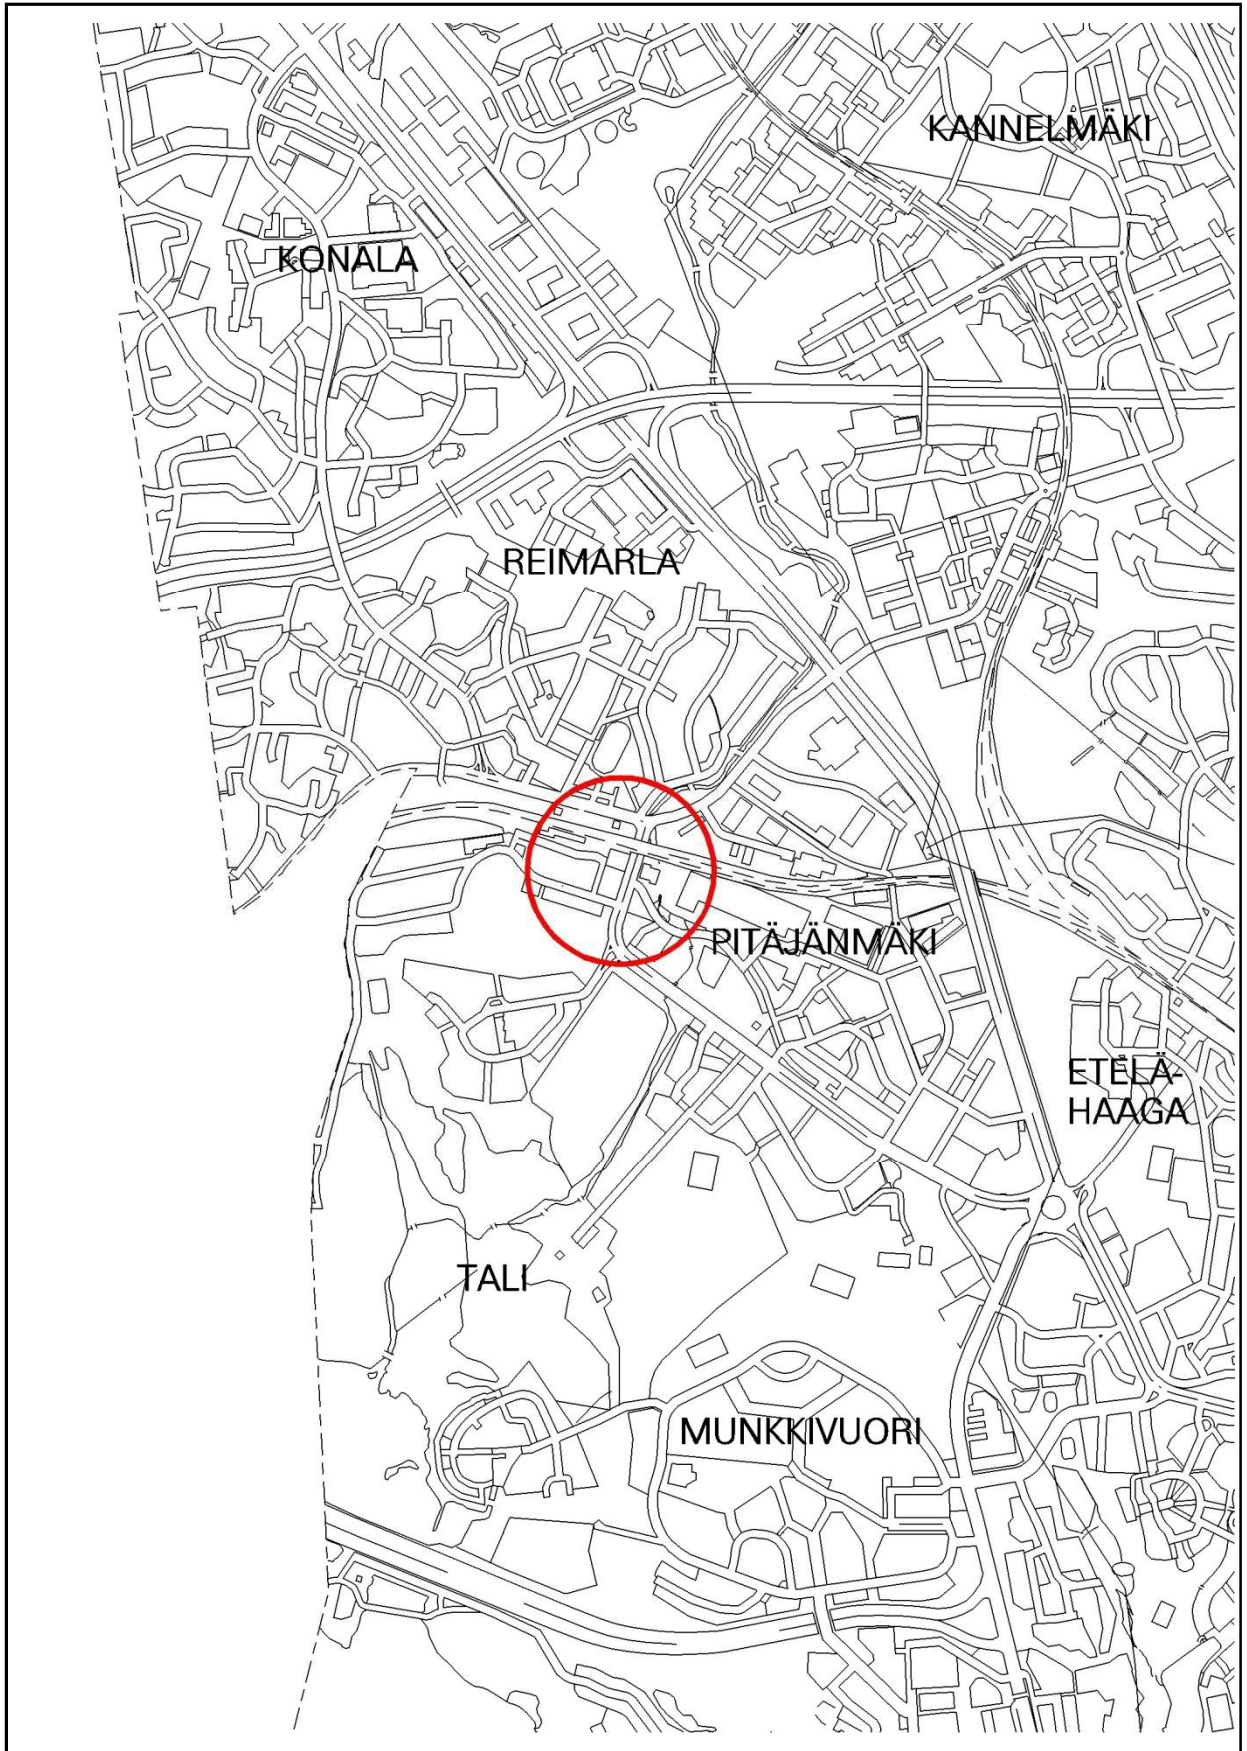 KANNELMÄKI
KONALA
REIMARLA
PITÄJÄNMÄKI
ETELÄ-
HAAGA
TALI
MUNKKIVUORI